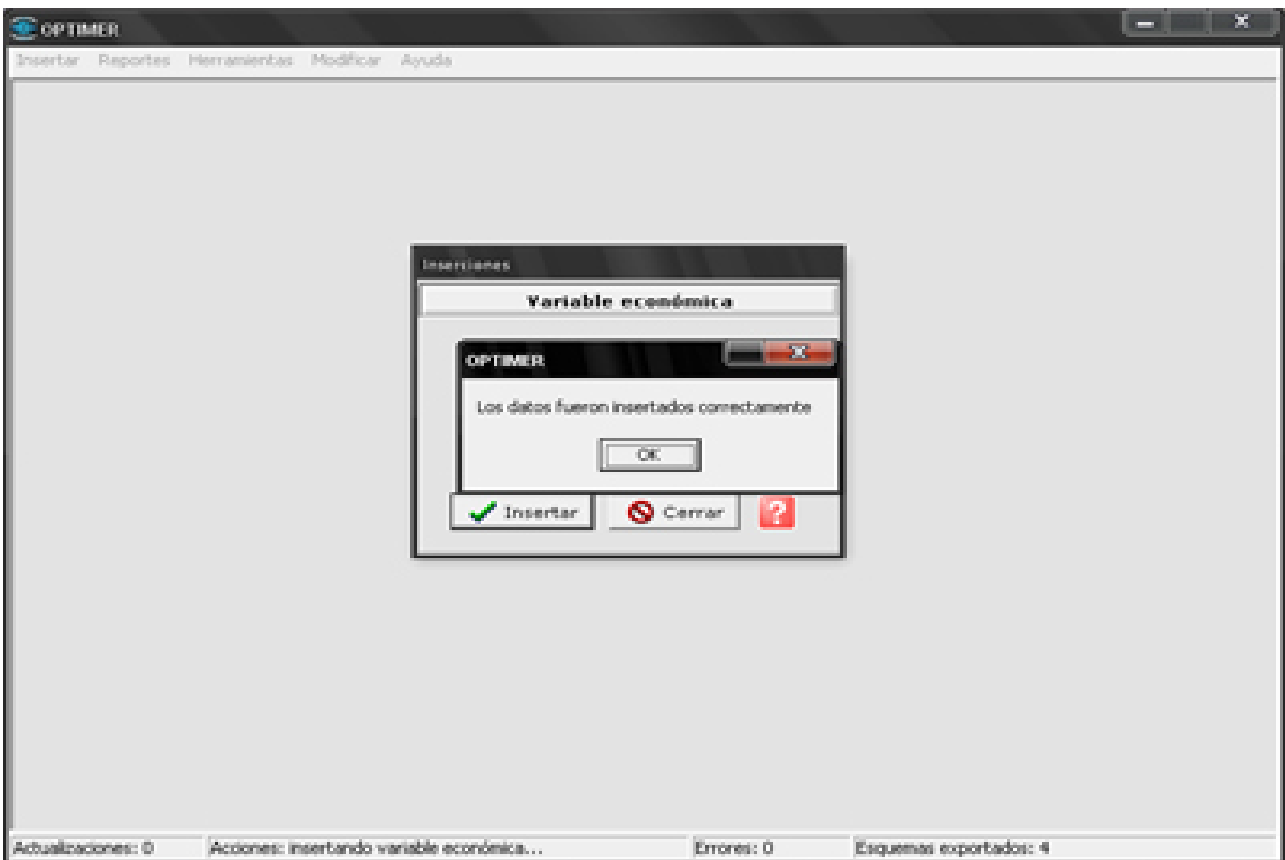 OPTIMER
Insertar Reportes Herramientas Modificar Ayuda
Inserciones
Variable económica
OPTIMER
Los datos fueron insertados correctamente
OK
Insertar Cerrar ?
Actualizaciones: 0 Acciones: insertando variable económica... Errores: 0 Esquemas exportados: 4